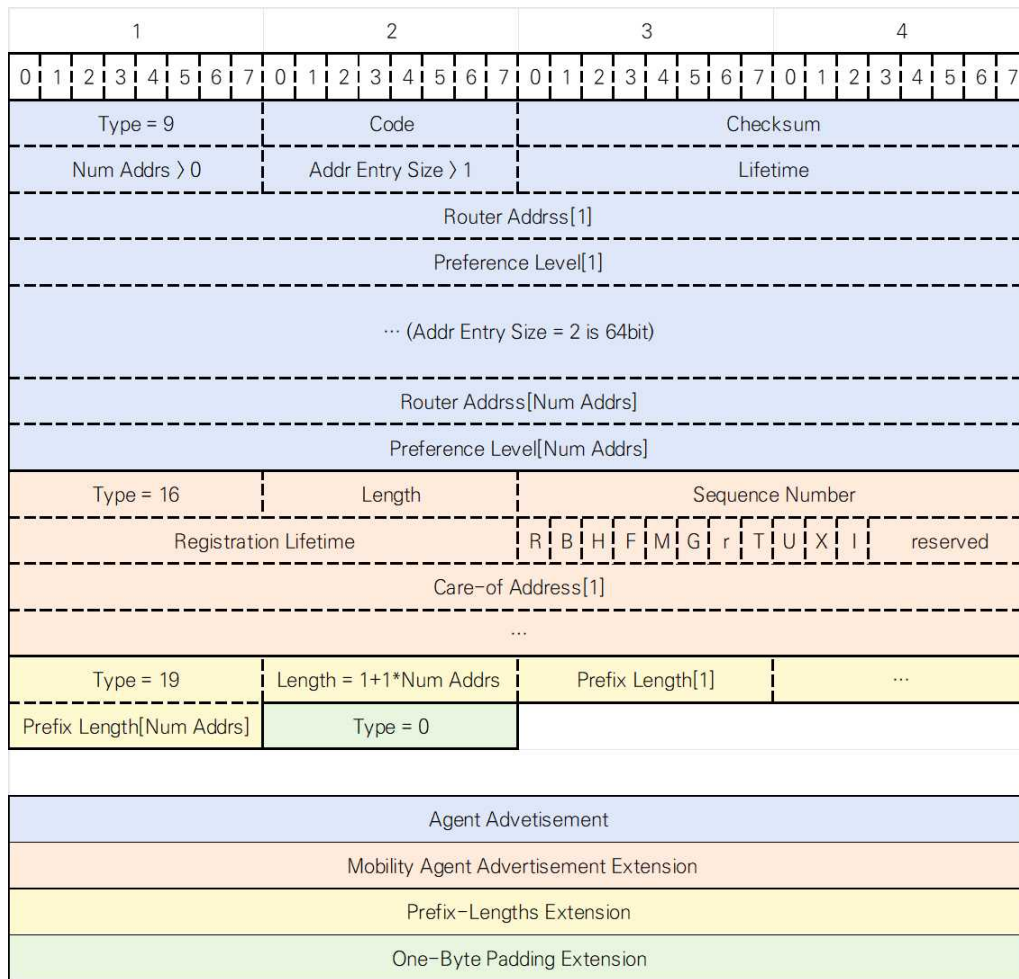 1 2 3 4
0 1 2 3 4 5 6 7 0 1 2 3 4 5 6 7 0 1 2 3 4 5 6 7 0 1 2 3 4 5 6 7
Type = 9 Code Checksum
Num Addrs > 0 Addr Entry Size > 1 Lifetime
Router Addrss[1]
Preference Level[1]
… (Addr Entry Size = 2 is 64bit)
Router Addrss[Num Addrs]
Preference Level[Num Addrs]
Type = 16 Length Sequence Number
Registration Lifetime R B H F M G r T U X I reserved
Care-of Address[1]
…
Type = 19 Length = 1+1*Num Addrs Prefix Length[1] …
Prefix Length[Num Addrs] Type = 0
Agent Advetisement
Mobility Agent Advertisement Extension
Prefix-Lengths Extension
One-Byte Padding Extension